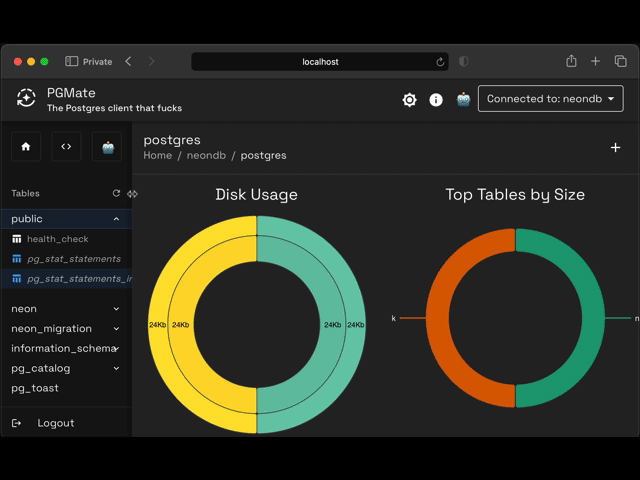 Private
localhost
PGMate
The Postgres client that fucks
Connected to: neondb
postgres
Home / neondb / postgres
Tables
public
health_check
pg_stat_statements
pg_stat_statements_in
neon
neon_migration
information_schema
pg_catalog
pg_toast
Logout
Disk Usage
24Kb 24Kb 24Kb 24Kb
Top Tables by Size
k
n